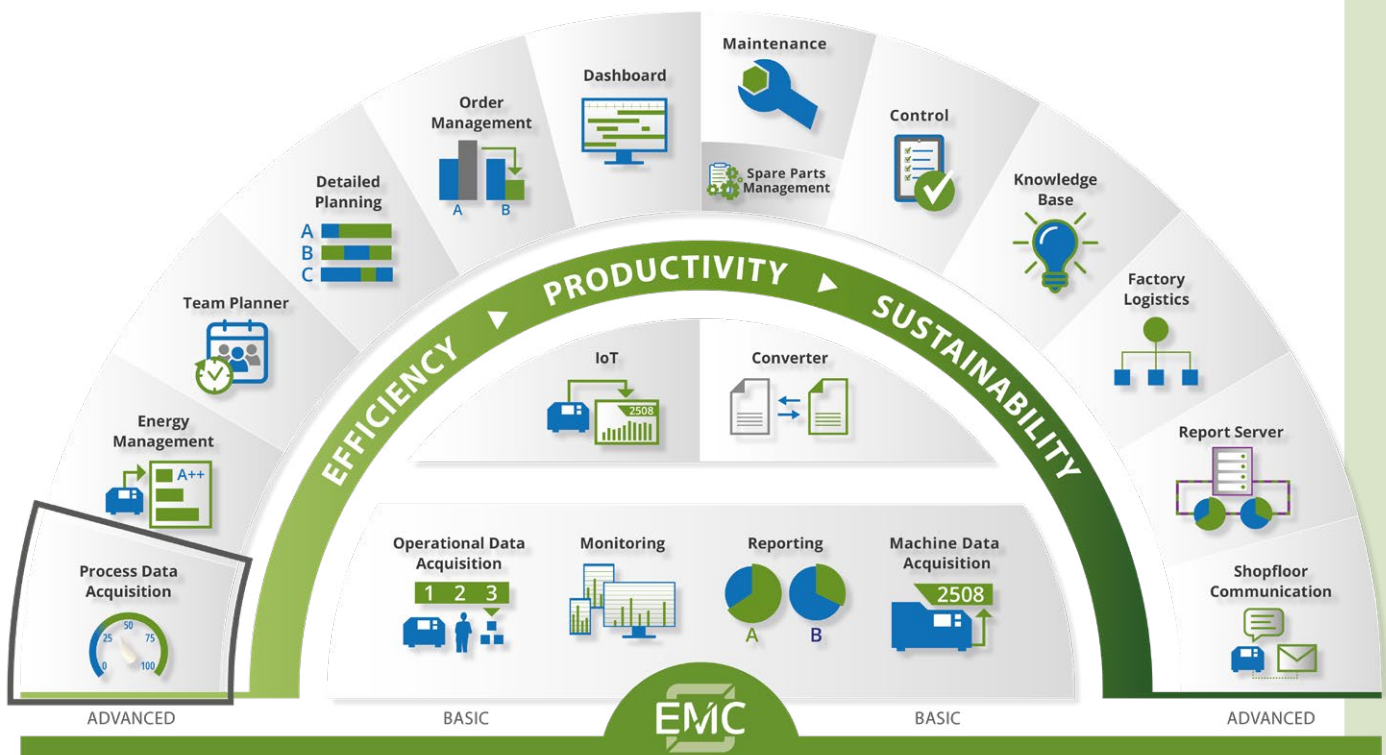 Maintenance
Dashboard
Order
Management
A B
Control
Spare Parts
Management
Detailed
Planning
A
B
C
Knowledge
Base
Team Planner
Factory
Logistics
EFFICIENCY
PRODUCTIVITY
SUSTAINABILITY
IoT
2508
Converter
Energy
Management
A++
Report Server
Process Data
Acquisition
0 25 50 75 100
Operational Data
Acquisition
1 2 3
Monitoring
Reporting
A B
Machine Data
Acquisition
2508
Shopfloor
Communication
ADVANCED
BASIC
EMC
BASIC
ADVANCED